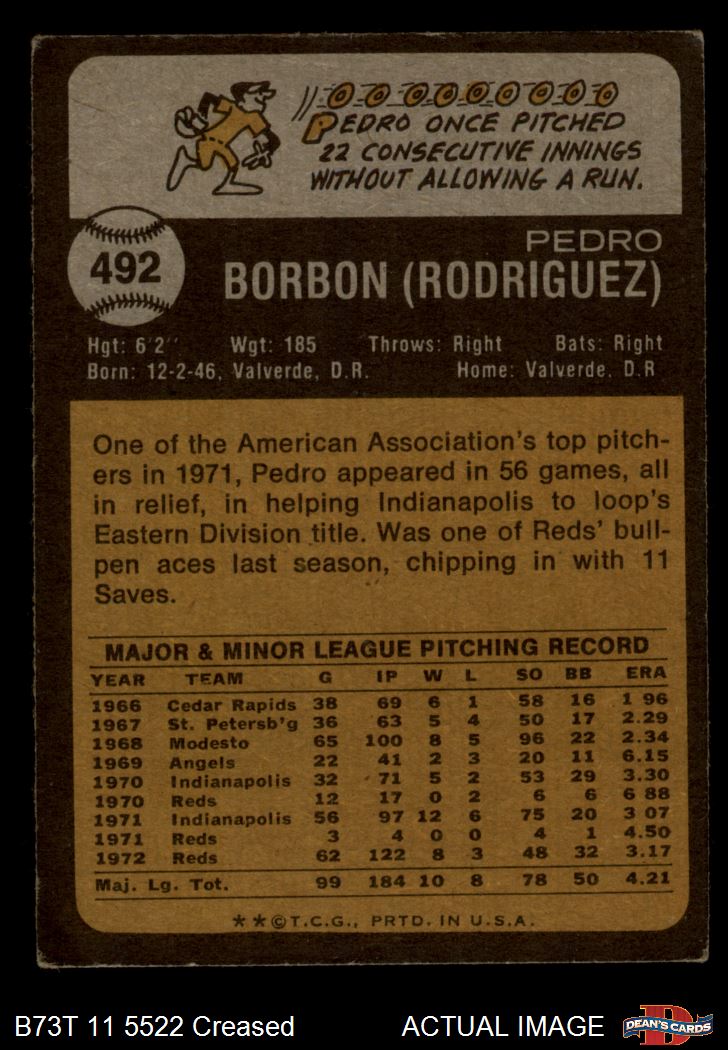 0 0 0 0 0 0 0 0 0
PEDRO ONCE PITCHED
22 CONSECUTIVE INNINGS
WITHOUT ALLOWING A RUN.
492
PEDRO
BORBON (RODRIGUEZ)
Hgt: 6'2" Wgt: 185 Throws: Right Bats: Right
Born: 12-2-46, Valverde, D.R. Home: Valverde, D.R
One of the American Association's top pitch-
ers in 1971, Pedro appeared in 56 games, all
in relief, in helping Indianapolis to loop's
Eastern Division title. Was one of Reds' bull-
pen aces last season, chipping in with 11
Saves.
MAJOR & MINOR LEAGUE PITCHING RECORD
YEAR TEAM G IP W L SO BB ERA
1966 Cedar Rapids 38 69 6 1 58 16 1 96
1967 St. Petersb'g 36 63 5 4 50 17 2.29
1968 Modesto 65 100 8 5 96 22 2.34
1969 Angels 22 41 2 3 20 11 6.15
1970 Indianapolis 32 71 5 2 53 29 3.30
1970 Reds 12 17 0 2 6 6 6 88
1971 Indianapolis 56 97 12 6 75 20 3 07
1971 Reds 3 4 0 0 4 1 4.50
1972 Reds 62 122 8 3 48 32 3.17
Maj. Lg. Tot. 99 184 10 8 78 50 4.21
**©T.C.G., PRTD. IN U.S.A.
B73T 11 5522 Creased ACTUAL IMAGE
D
DEAN'S CARDS